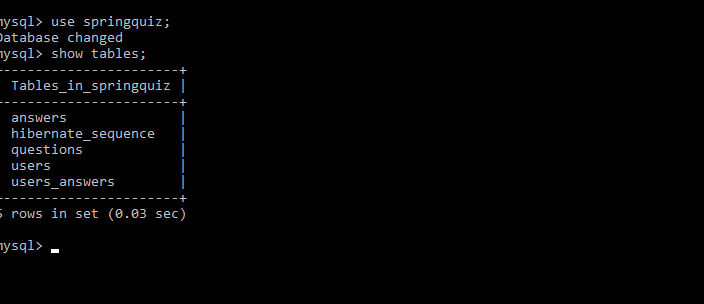 mysql> use springquiz;
Database changed
mysql> show tables;
-----------------------+
Tables_in_springquiz |
-----------------------+
answers |
hibernate_sequence |
questions |
users |
users_answers |
-----------------------+
5 rows in set (0.03 sec)
mysql>